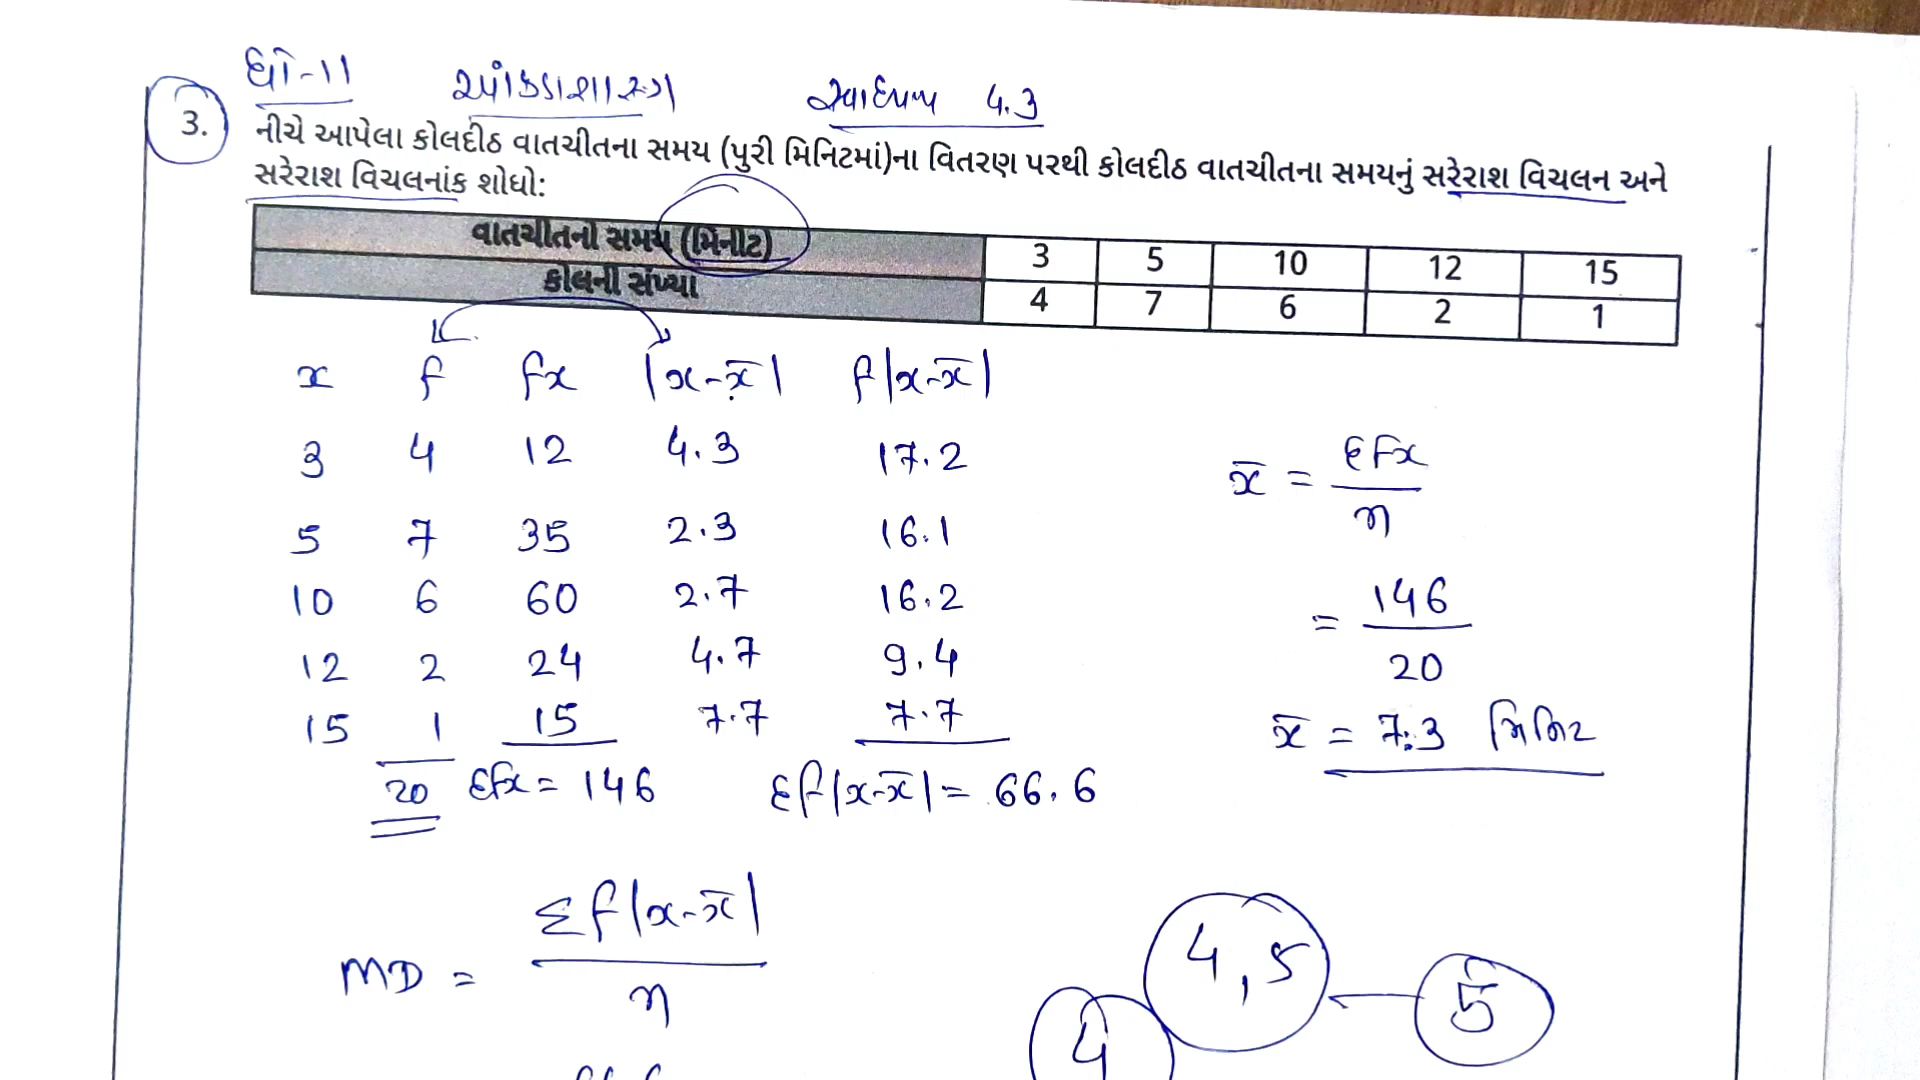 ધો-11 આંકડાશાસ્ત્ર સ્વાધ્યાય 4.3
3. નીચે આપેલા કોલદીઠ વાતચીતના સમય (પુરી મિનિટમાં)ના વિતરણ પરથી કોલદીઠ વાતચીતના સમયનું સરેરાશ વિચલન અને
સરેરાશ વિચલનાંક શોધો:
વાતચીતનો સમય (મિનીટ) 3 5 10 12 15
કોલની સંખ્યા 4 7 6 2 1
x f fx |x-x̄| f|x-x̄|
3 4 12 4.3 17.2
5 7 35 2.3 16.1
10 6 60 2.7 16.2
12 2 24 4.7 9.4
15 1 15 7.7 7.7
20 Σfx = 146 Σf|x-x̄| = 66.6
x̄ = Σfx / n
= 146 / 20
x̄ = 7.3 મિનિટ
MD = Σf|x-x̄| / n
4,5
5
4